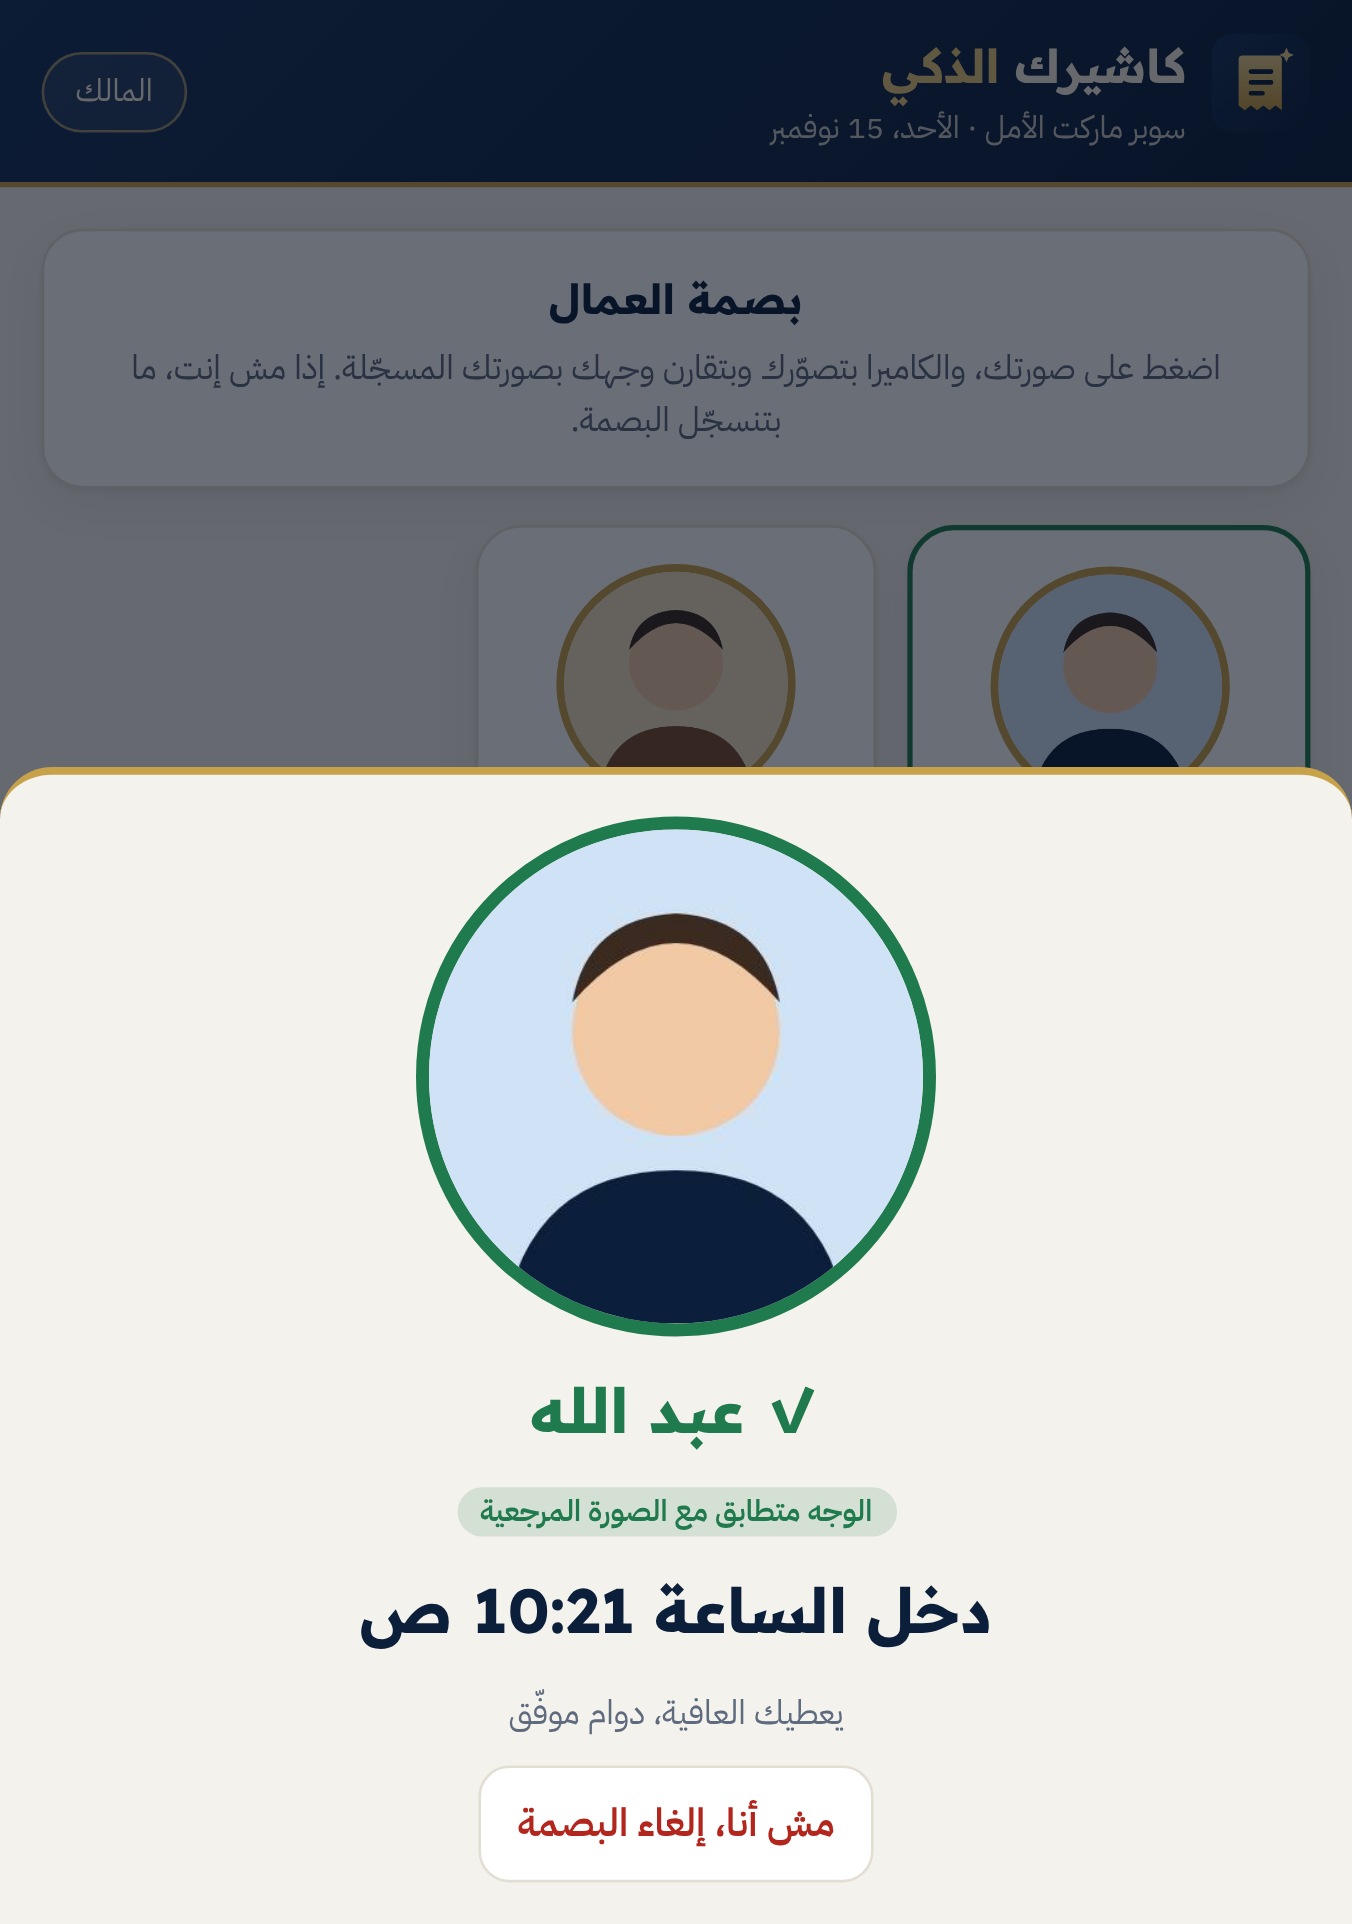 كاشيرك الذكي
سوبر ماركت الأمل · الأحد، 15 نوفمبر
المالك
بصمة العمال
اضغط على صورتك، والكاميرا بتصوّرك وبتقارن وجهك بصورتك المسجّلة. إذا مش إنت، ما
بتنسجّل البصمة.
✓ عبد الله
الوجه متطابق مع الصورة المرجعية
دخل الساعة 10:21 ص
يعطيك العافية، دوام موفّق
مش أنا، إلغاء البصمة